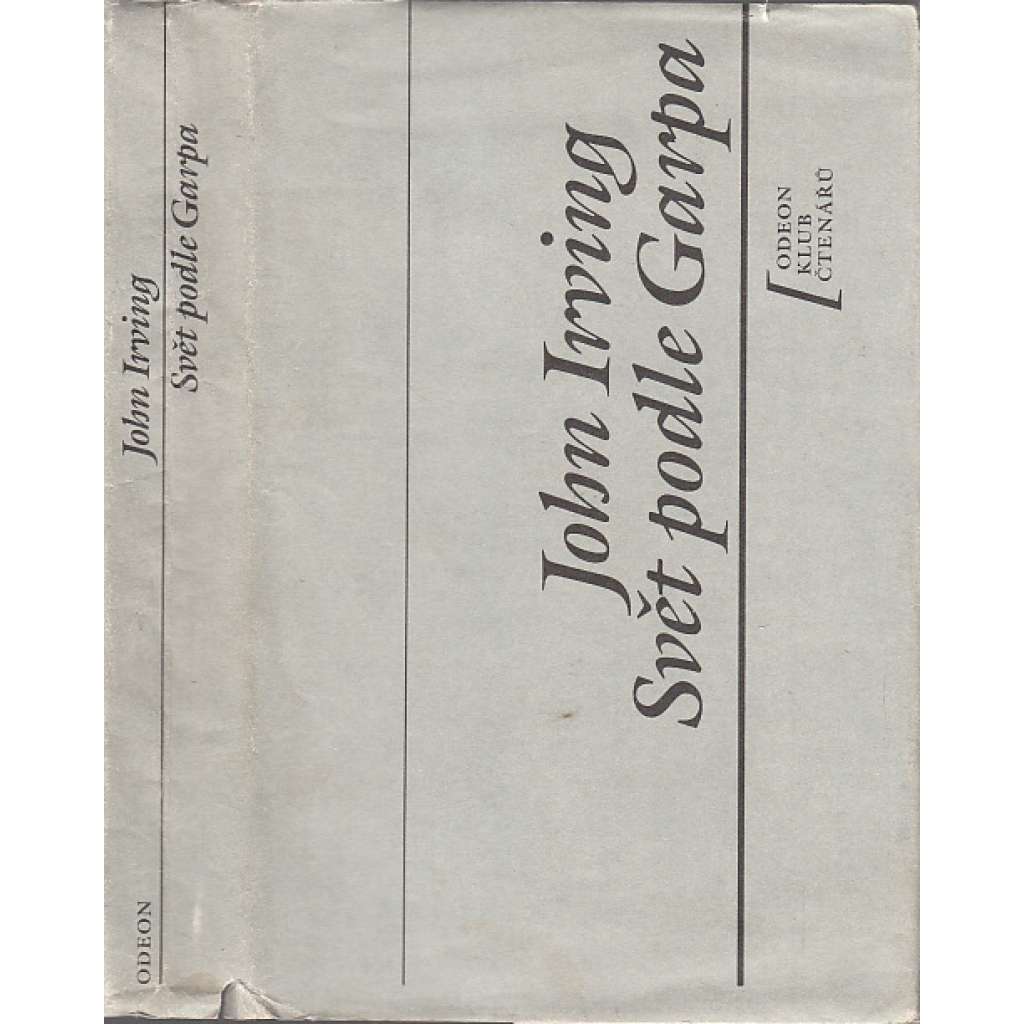 John Irving
Svět podle Garpa
ODEON
John Irving
Svět podle Garpa
ODEON
KLUB
ČTENÁŘŮ